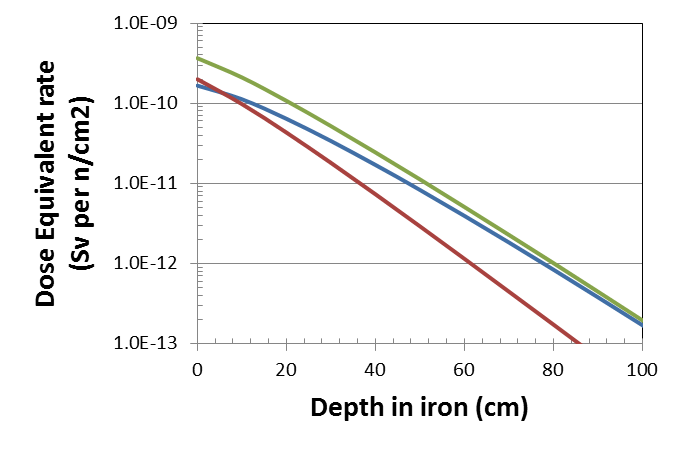 Dose Equivalent rate
(Sv per n/cm2)
1.0E-09
1.0E-10
1.0E-11
1.0E-12
1.0E-13
0 20 40 60 80 100
Depth in iron (cm)